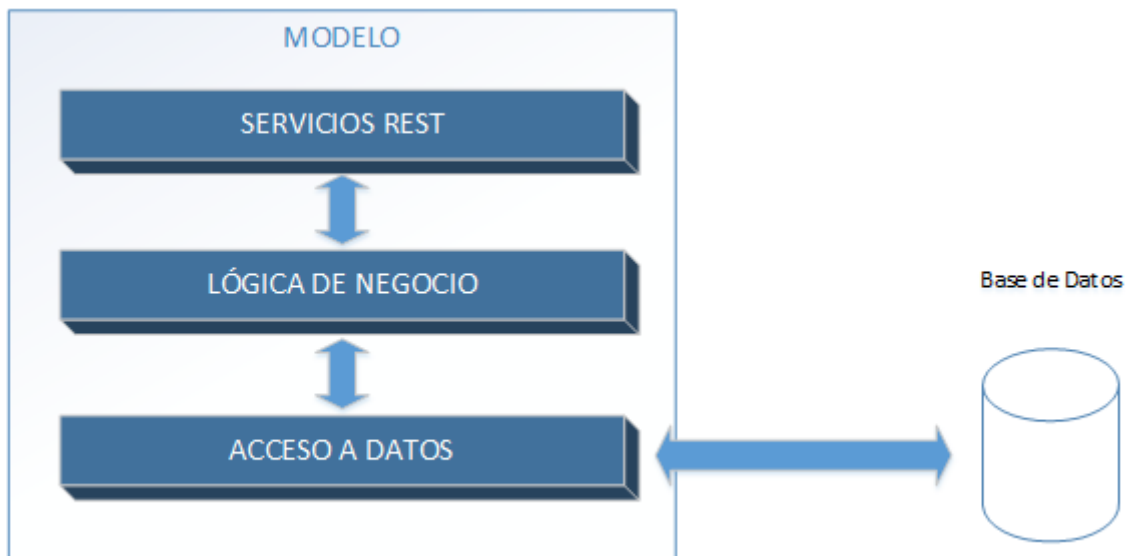 MODELO
SERVICIOS REST
LÓGICA DE NEGOCIO
Base de Datos
ACCESO A DATOS